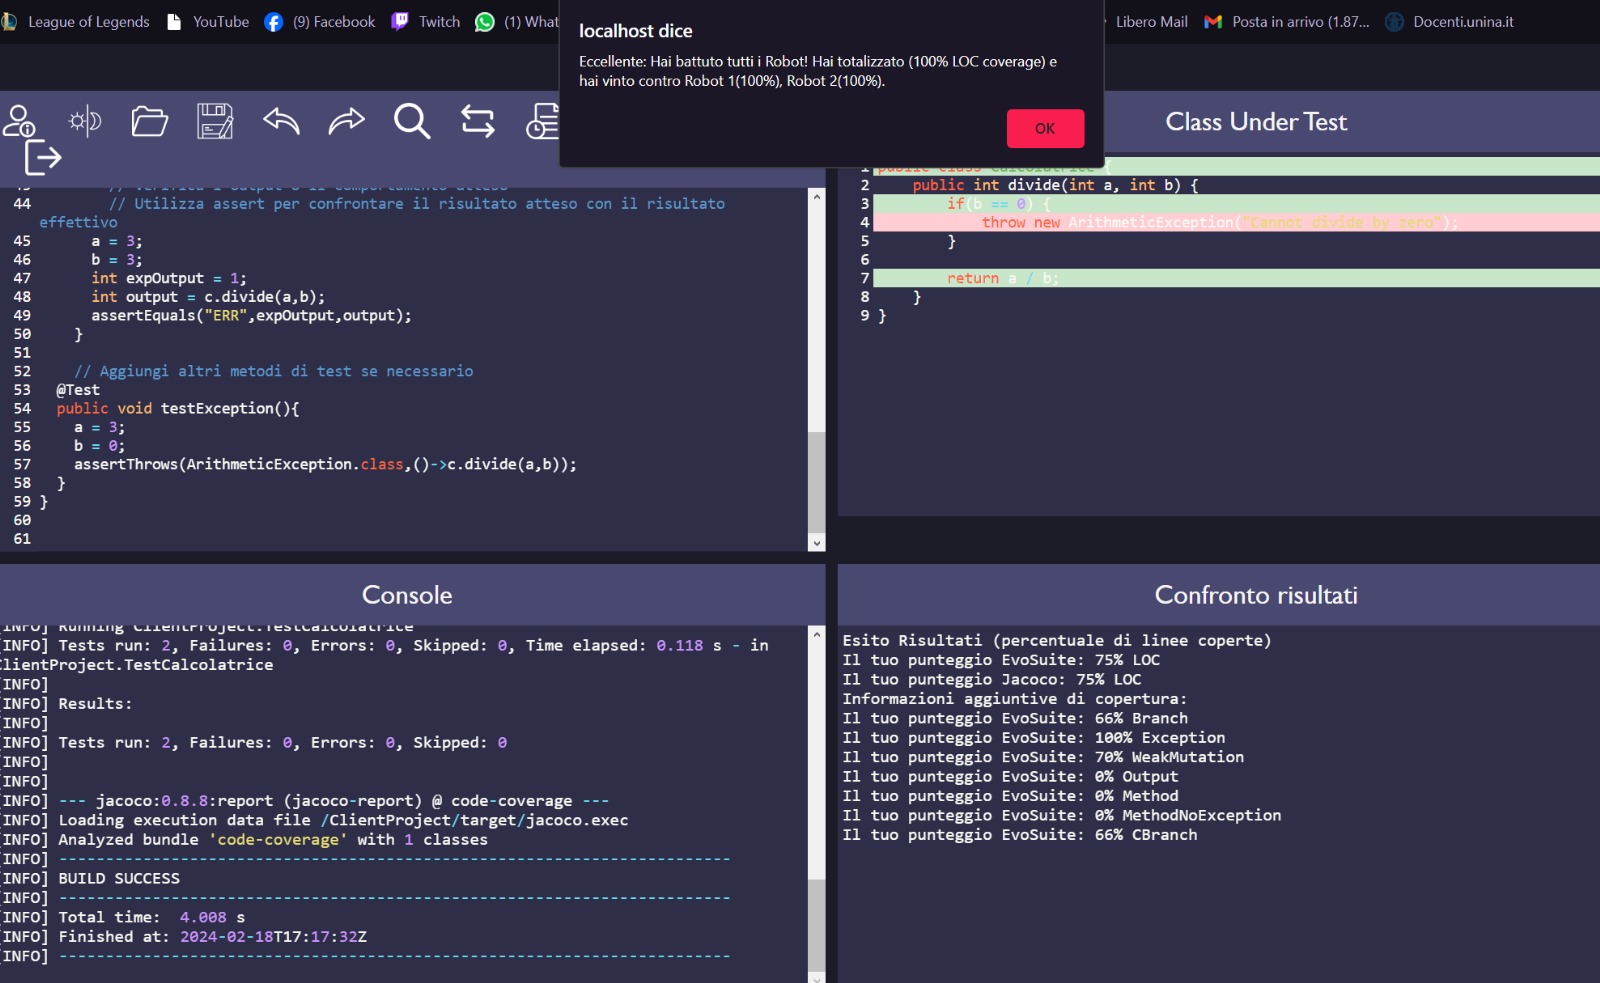 League of Legends YouTube (9) Facebook Twitch (1) What Libero Mail Posta in arrivo (1.87... Docenti.unina.it
localhost dice
Eccellente: Hai battuto tutti i Robot! Hai totalizzato (100% LOC coverage) e
hai vinto contro Robot 1(100%), Robot 2(100%).
OK
44 // Utilizza assert per confrontare il risultato atteso con il risultato
effettivo
45 a = 3;
46 b = 3;
47 int expOutput = 1;
48 int output = c.divide(a,b);
49 assertEquals("ERR",expOutput,output);
50 }
51
52 // Aggiungi altri metodi di test se necessario
53 @Test
54 public void testException(){
55 a = 3;
56 b = 0;
57 assertThrows(ArithmeticException.class,()->c.divide(a,b));
58 }
59 }
60
61
Class Under Test
1 public class Calcolatrice {
2 public int divide(int a, int b) {
3 if(b == 0) {
4 throw new ArithmeticException("Cannot divide by zero");
5 }
6
7 return a / b;
8 }
9 }
Console
[INFO] Running ClientProject.TestCalcolatrice
[INFO] Tests run: 2, Failures: 0, Errors: 0, Skipped: 0, Time elapsed: 0.118 s - in
ClientProject.TestCalcolatrice
[INFO]
[INFO] Results:
[INFO]
[INFO] Tests run: 2, Failures: 0, Errors: 0, Skipped: 0
[INFO]
[INFO]
[INFO] --- jacoco:0.8.8:report (jacoco-report) @ code-coverage ---
[INFO] Loading execution data file /ClientProject/target/jacoco.exec
[INFO] Analyzed bundle 'code-coverage' with 1 classes
[INFO] ------------------------------------------------------------------------
[INFO] BUILD SUCCESS
[INFO] ------------------------------------------------------------------------
[INFO] Total time: 4.008 s
[INFO] Finished at: 2024-02-18T17:17:32Z
[INFO] ------------------------------------------------------------------------
Confronto risultati
Esito Risultati (percentuale di linee coperte)
Il tuo punteggio EvoSuite: 75% LOC
Il tuo punteggio Jacoco: 75% LOC
Informazioni aggiuntive di copertura:
Il tuo punteggio EvoSuite: 66% Branch
Il tuo punteggio EvoSuite: 100% Exception
Il tuo punteggio EvoSuite: 70% WeakMutation
Il tuo punteggio EvoSuite: 0% Output
Il tuo punteggio EvoSuite: 0% Method
Il tuo punteggio EvoSuite: 0% MethodNoException
Il tuo punteggio EvoSuite: 66% CBranch